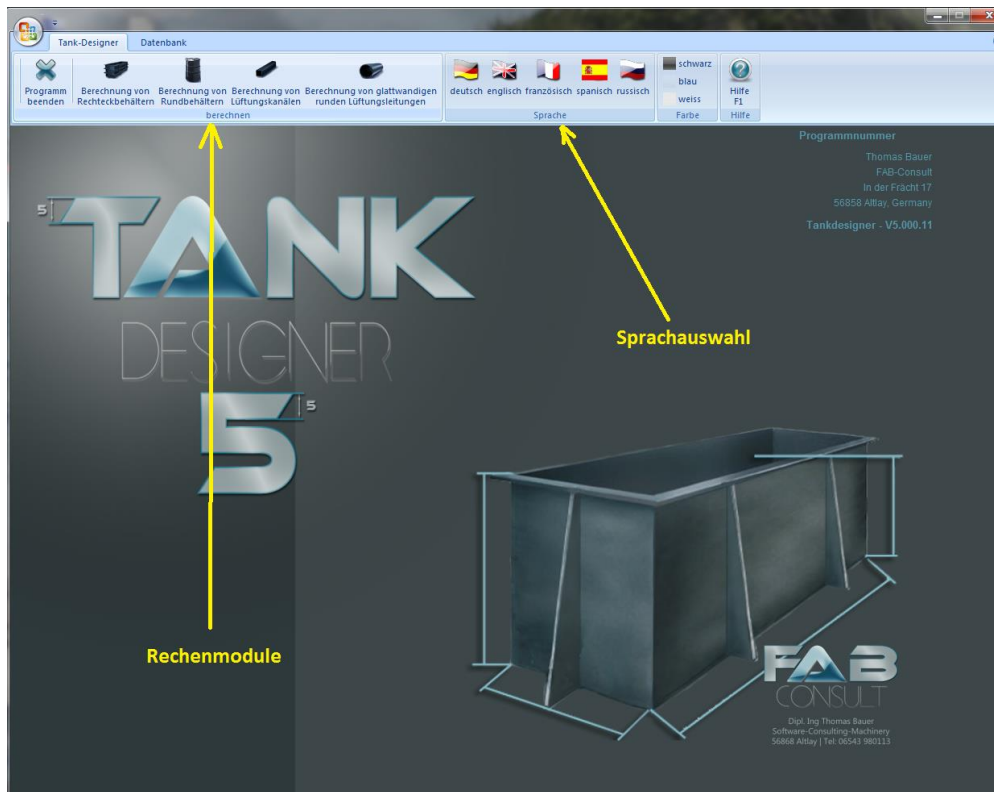 Tank-Designer Datenbank
Programm beenden
Berechnung von Rechteckbehältern
Berechnung von Rundbehältern
Berechnung von Lüftungskanälen
Berechnung von glattwandigen runden Lüftungsleitungen
berechnen
deutsch englisch französisch spanisch russisch
Sprache
schwarz
blau
weiss
Farbe
Hilfe
F1
Hilfe
Programmnummer
Thomas Bauer
FAB-Consult
In der Frächt 17
56858 Altlay, Germany
Tankdesigner - V5.000.11
5
TANK
DESIGNER
5
5
Sprachauswahl
Rechenmodule
FAB
CONSULT
Dipl. Ing Thomas Bauer
Software-Consulting-Machinery
56868 Altlay | Tel: 06543 980113